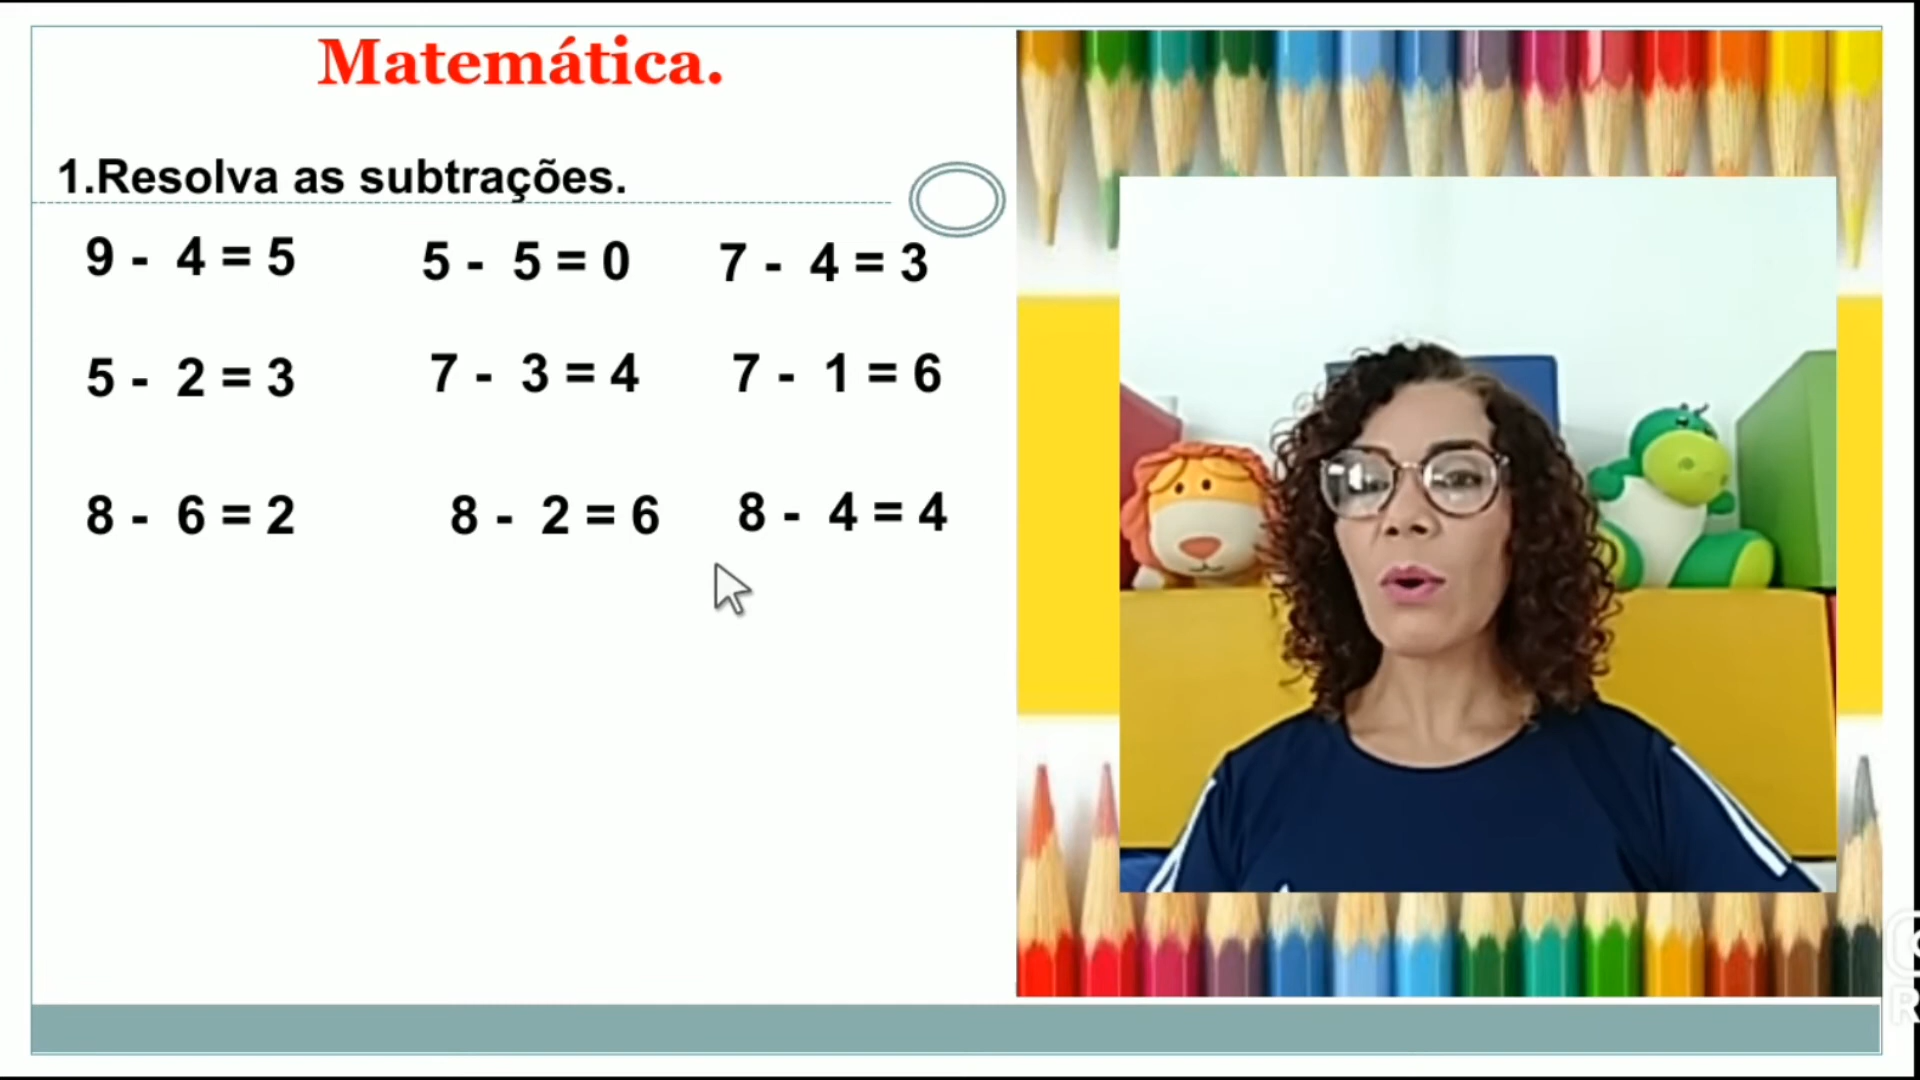 Matemática.
1.Resolva as subtrações.
9 - 4 = 5 5 - 5 = 0 7 - 4 = 3
5 - 2 = 3 7 - 3 = 4 7 - 1 = 6
8 - 6 = 2 8 - 2 = 6 8 - 4 = 4